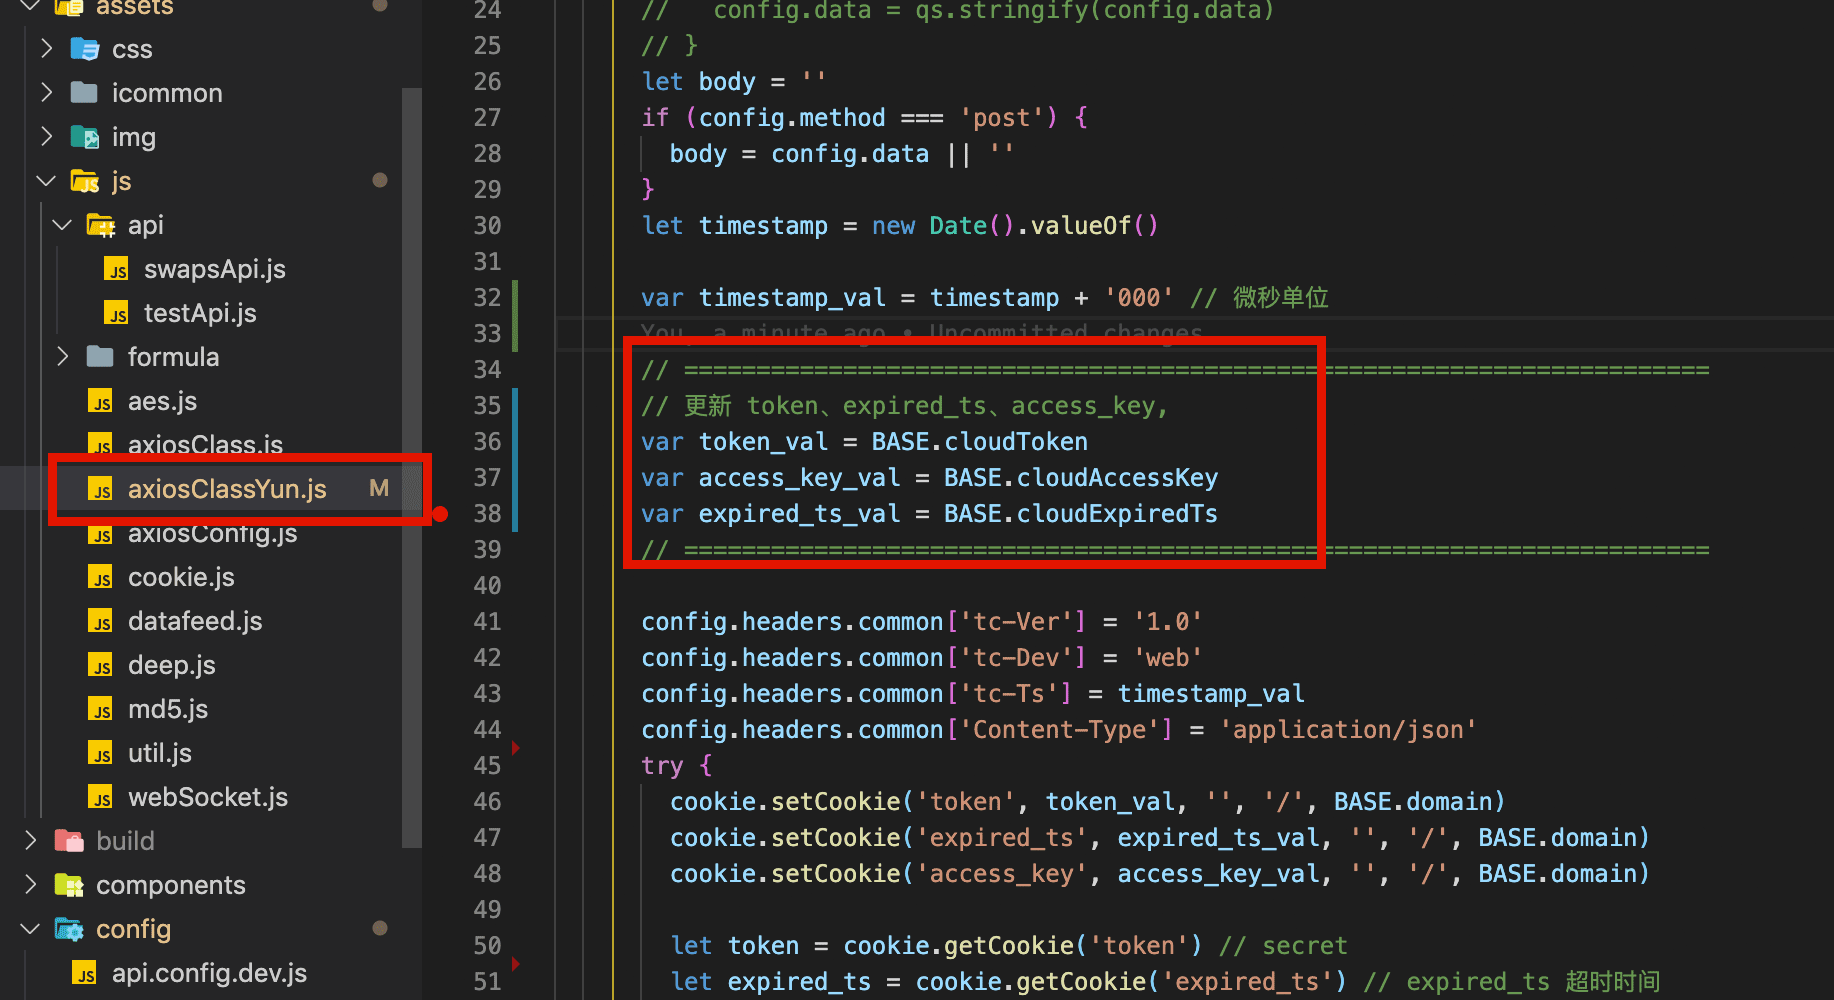 assets
css
icommon
img
js
api
swapsApi.js
testApi.js
formula
aes.js
axiosClass.js
axiosClassYun.js M
axiosConfig.js
cookie.js
datafeed.js
deep.js
md5.js
util.js
webSocket.js
build
components
config
api.config.dev.js
24 //   config.data = qs.stringify(config.data)
25 // }
26 let body = ''
27 if (config.method === 'post') {
28   body = config.data || ''
29 }
30 let timestamp = new Date().valueOf()
31
32 var timestamp_val = timestamp + '000' // 微秒单位
33 You, a minute ago • Uncommitted changes
34 // =======================================================================
35 // 更新 token、expired_ts、access_key,
36 var token_val = BASE.cloudToken
37 var access_key_val = BASE.cloudAccessKey
38 var expired_ts_val = BASE.cloudExpiredTs
39 // =======================================================================
40
41 config.headers.common['tc-Ver'] = '1.0'
42 config.headers.common['tc-Dev'] = 'web'
43 config.headers.common['tc-Ts'] = timestamp_val
44 config.headers.common['Content-Type'] = 'application/json'
45 try {
46   cookie.setCookie('token', token_val, '', '/', BASE.domain)
47   cookie.setCookie('expired_ts', expired_ts_val, '', '/', BASE.domain)
48   cookie.setCookie('access_key', access_key_val, '', '/', BASE.domain)
49
50   let token = cookie.getCookie('token') // secret
51   let expired_ts = cookie.getCookie('expired_ts') // expired_ts 超时时间